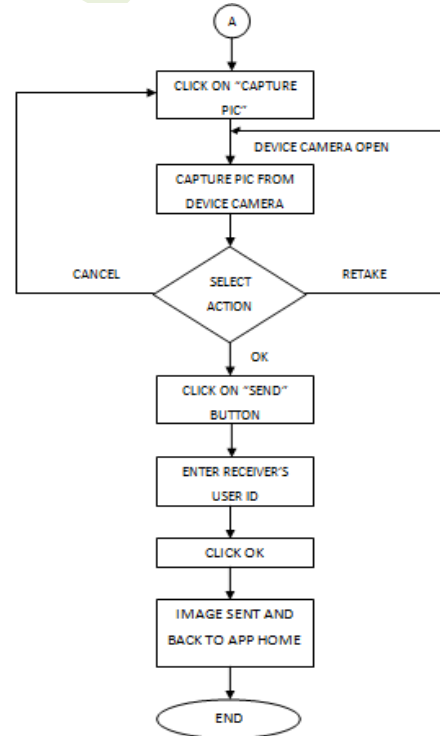 A
CLICK ON "CAPTURE
PIC"
DEVICE CAMERA OPEN
CAPTURE PIC FROM
DEVICE CAMERA
CANCEL
SELECT
ACTION
RETAKE
OK
CLICK ON "SEND"
BUTTON
ENTER RECEIVER'S
USER ID
CLICK OK
IMAGE SENT AND
BACK TO APP HOME
END